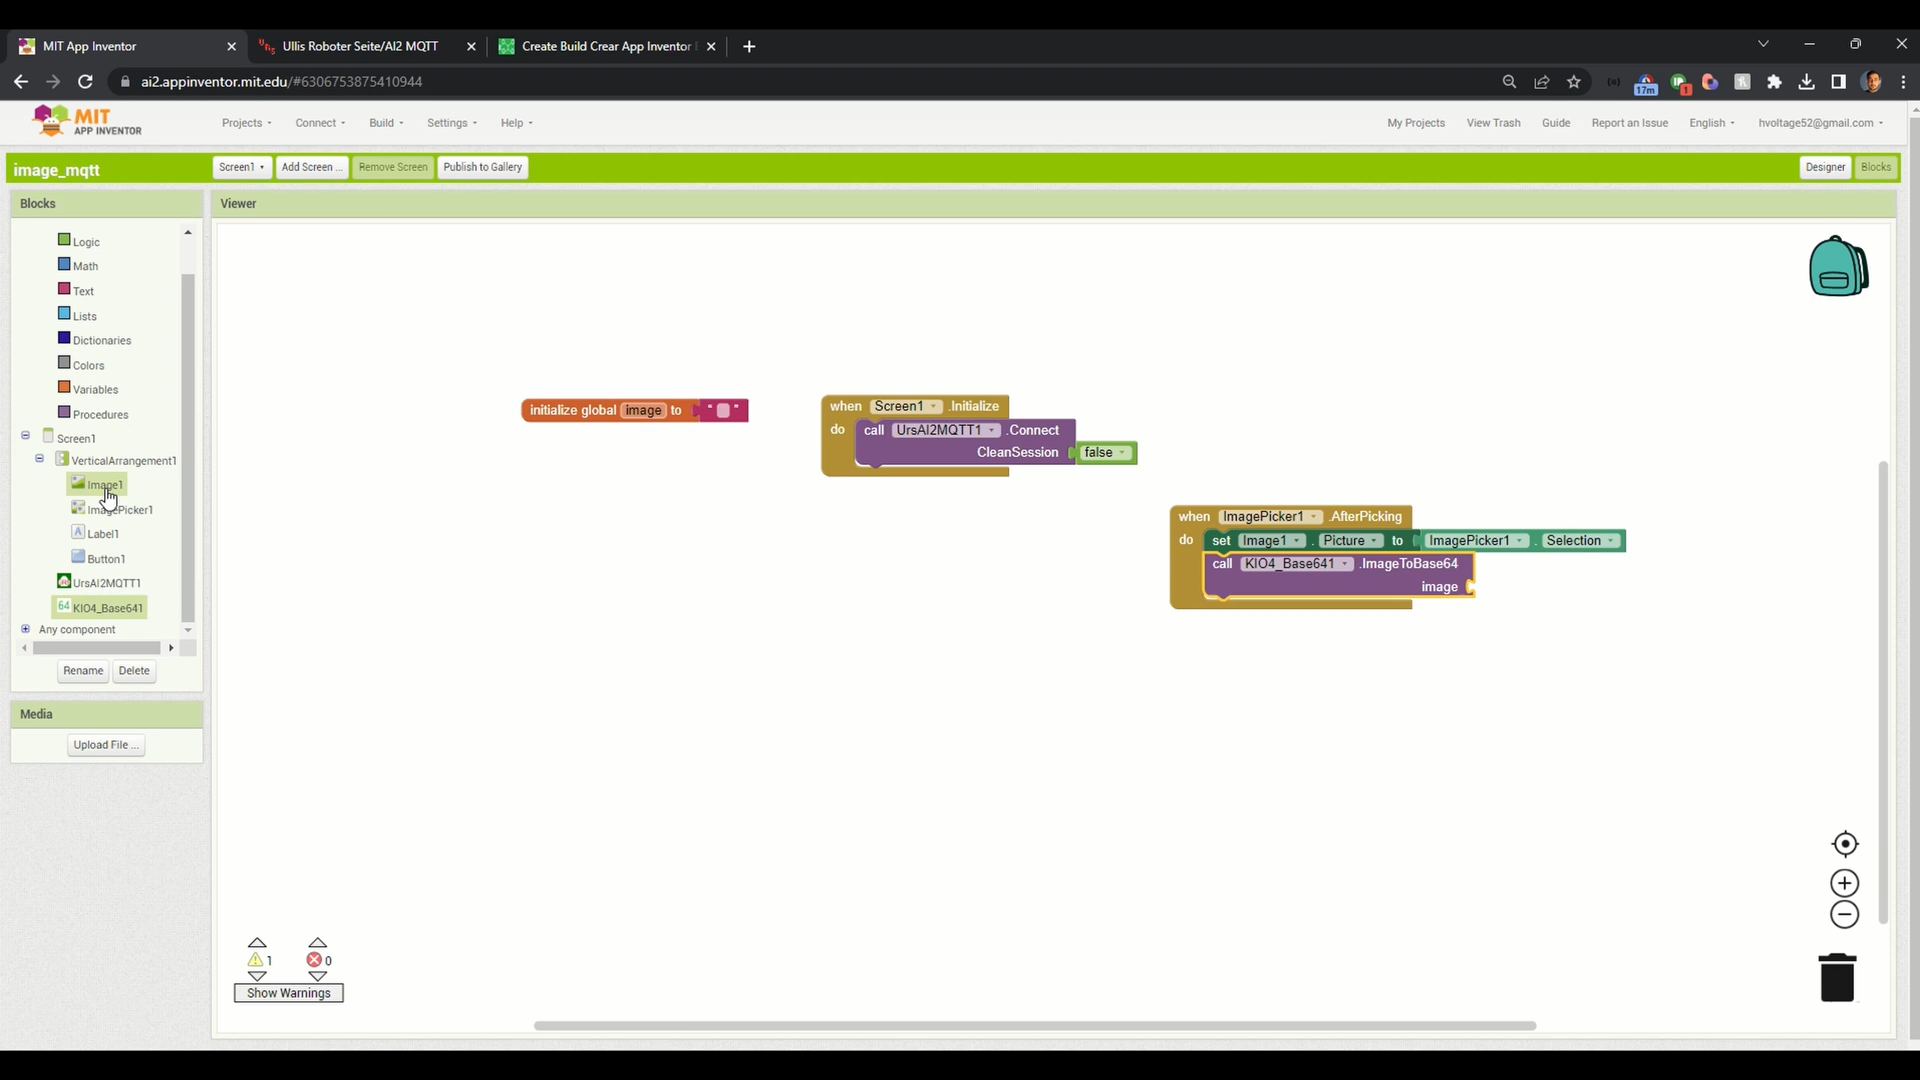 MIT App Inventor
Ullis Roboter Seite/AI2 MQTT
Create Build Crear App Inventor
ai2.appinventor.mit.edu/#6306753875410944
17m
1
MIT
APP INVENTOR
Projects
Connect
Build
Settings
Help
My Projects
View Trash
Guide
Report an Issue
English
hvoltage52@gmail.com
image_mqtt
Screen1
Add Screen ...
Remove Screen
Publish to Gallery
Designer
Blocks
Blocks
Viewer
Logic
Math
Text
Lists
Dictionaries
Colors
Variables
Procedures
Screen1
VerticalArrangement1
Image1
ImagePicker1
Label1
Button1
UrsAI2MQTT1
64 KIO4_Base641
Any component
Rename
Delete
Media
Upload File ...
initialize global image to " "
when Screen1 .Initialize
do call UrsAI2MQTT1 .Connect
CleanSession false
when ImagePicker1 .AfterPicking
do set Image1 . Picture to ImagePicker1 . Selection
call KIO4_Base641 .ImageToBase64
image
1
0
Show Warnings